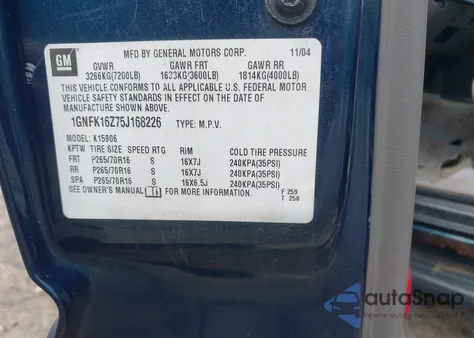 GM
MFD BY GENERAL MOTORS CORP. 11/04
GVWR GAWR FRT GAWR RR
3266KG(7200LB) 1633KG(3600LB) 1814KG(4000LB)
THIS VEHICLE CONFORMS TO ALL APPLICABLE U.S. FEDERAL MOTOR
VEHICLE SAFETY STANDARDS IN EFFECT ON THE DATE OF
MANUFACTURE SHOWN ABOVE.
1GNFK16Z75J168226 TYPE: M.P.V.
MODEL: K15906
KPTW TIRE SIZE SPEED RTG RIM COLD TIRE PRESSURE
FRT P265/70R16 S 16X7J 240KPA(35PSI)
RR P265/70R16 S 16X7J 240KPA(35PSI)
SPA P265/70R16 S 16X6.5J 240KPA(35PSI)
SEE OWNER'S MANUAL FOR MORE INFORMATION. F 259
T 258
autoSnap
Pewne auto prosto z